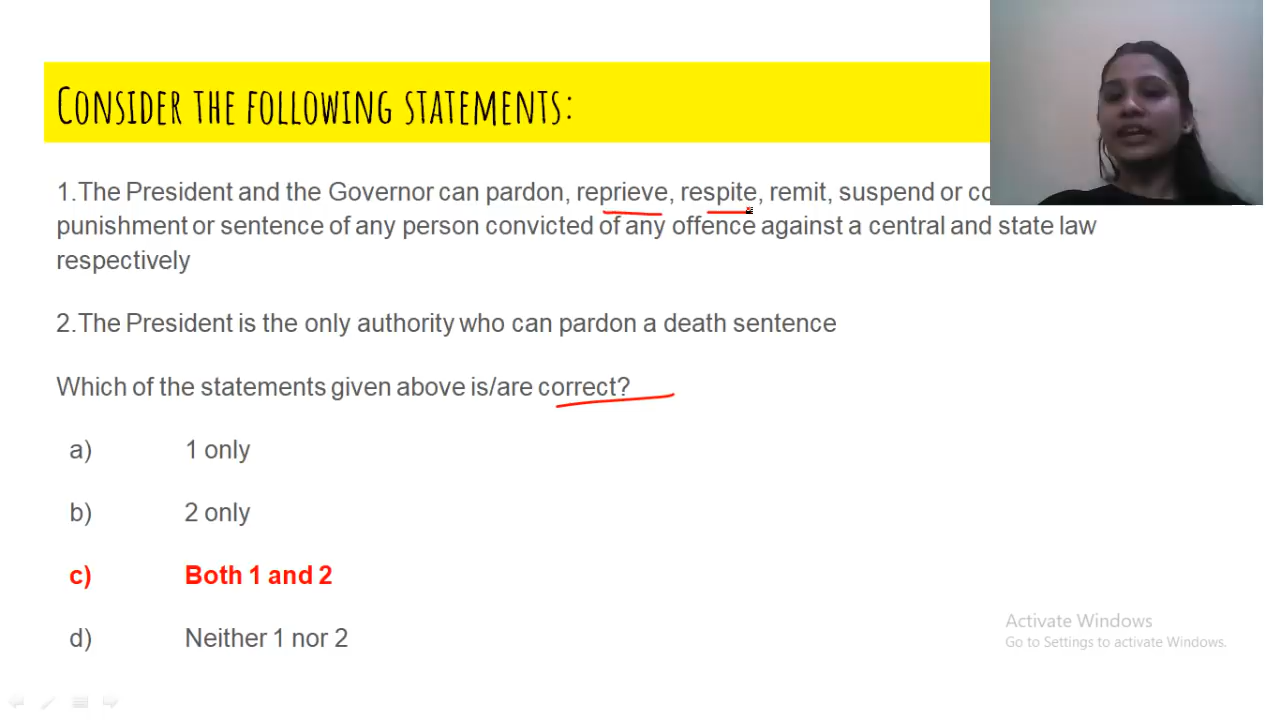 CONSIDER THE FOLLOWING STATEMENTS:
1.The President and the Governor can pardon, reprieve, respite, remit, suspend or
punishment or sentence of any person convicted of any offence against a central and state law
respectively
2.The President is the only authority who can pardon a death sentence
Which of the statements given above is/are correct?
a) 1 only
b) 2 only
c) Both 1 and 2
d) Neither 1 nor 2
Activate Windows
Go to Settings to activate Windows.